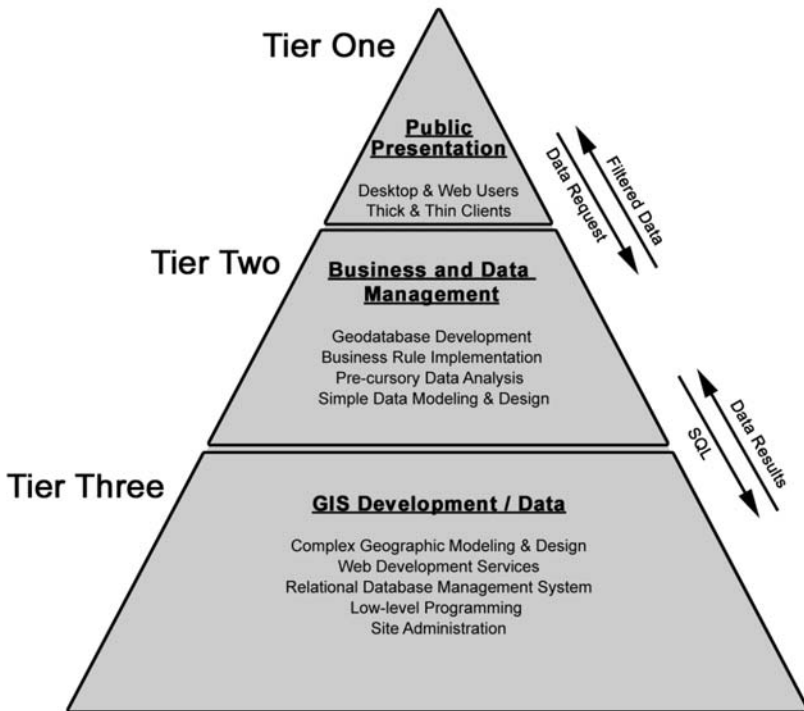 Tier One
Public
Presentation
Desktop & Web Users
Thick & Thin Clients
Filtered Data
Data Request
Tier Two
Business and Data
Management
Geodatabase Development
Business Rule Implementation
Pre-cursory Data Analysis
Simple Data Modeling & Design
Data Results
SQL
Tier Three
GIS Development / Data
Complex Geographic Modeling & Design
Web Development Services
Relational Database Management System
Low-level Programming
Site Administration